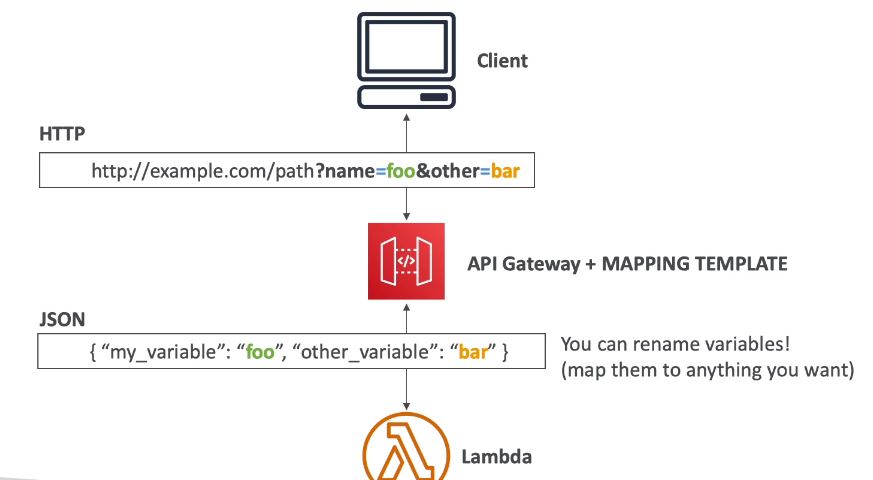 Client
HTTP
http://example.com/path?name=foo&other=bar
</>
API Gateway + MAPPING TEMPLATE
JSON
{ “my_variable”: “foo”, “other_variable”: “bar” }
You can rename variables!
(map them to anything you want)
Lambda